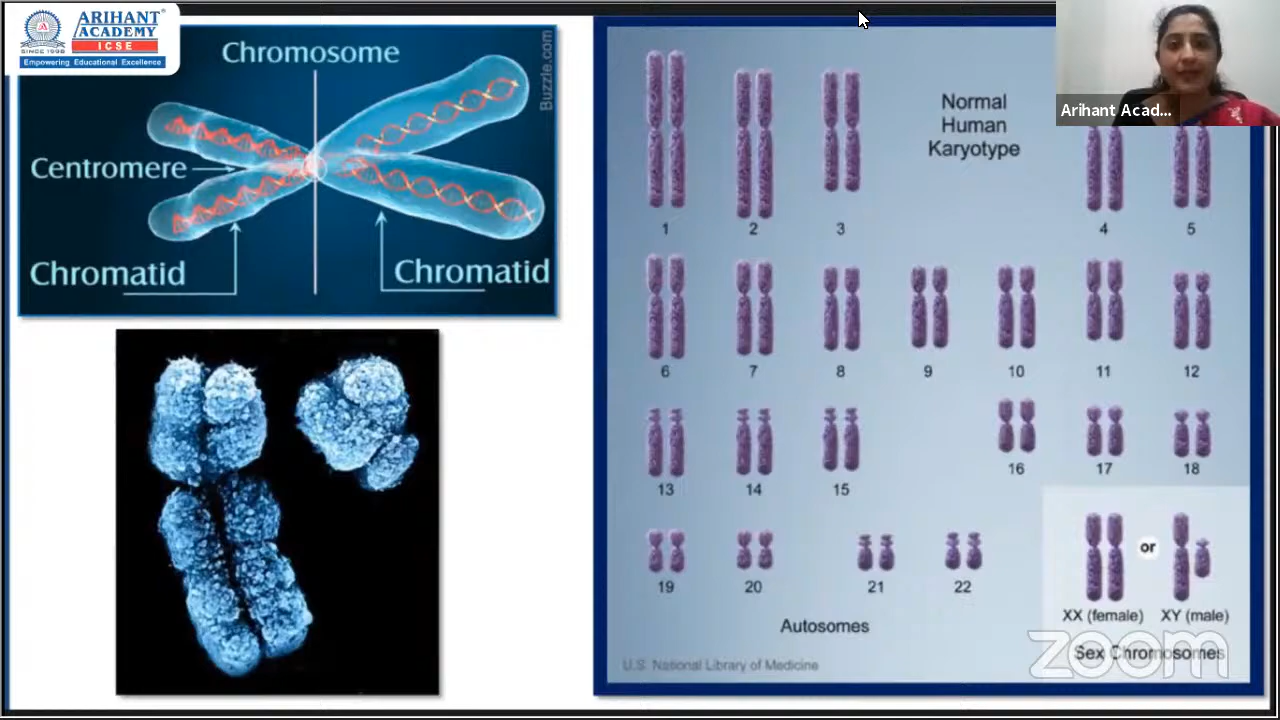 ARIHANT
ACADEMY
ICSE
SINCE 1998
Empowering Educational Excellence
Chromosome
Buzzle.com
Centromere
Chromatid
Chromatid
Normal
Human
Karyotype
Arihant Acad...
1 2 3 4 5
6 7 8 9 10 11 12
13 14 15 16 17 18
19 20 21 22
or
XX (female) XY (male)
Autosomes
Sex Chromosomes
U.S. National Library of Medicine
zoom